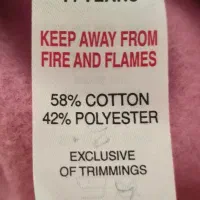 KEEP AWAY FROM
FIRE AND FLAMES
58% COTTON
42% POLYESTER
EXCLUSIVE
OF TRIMMINGS